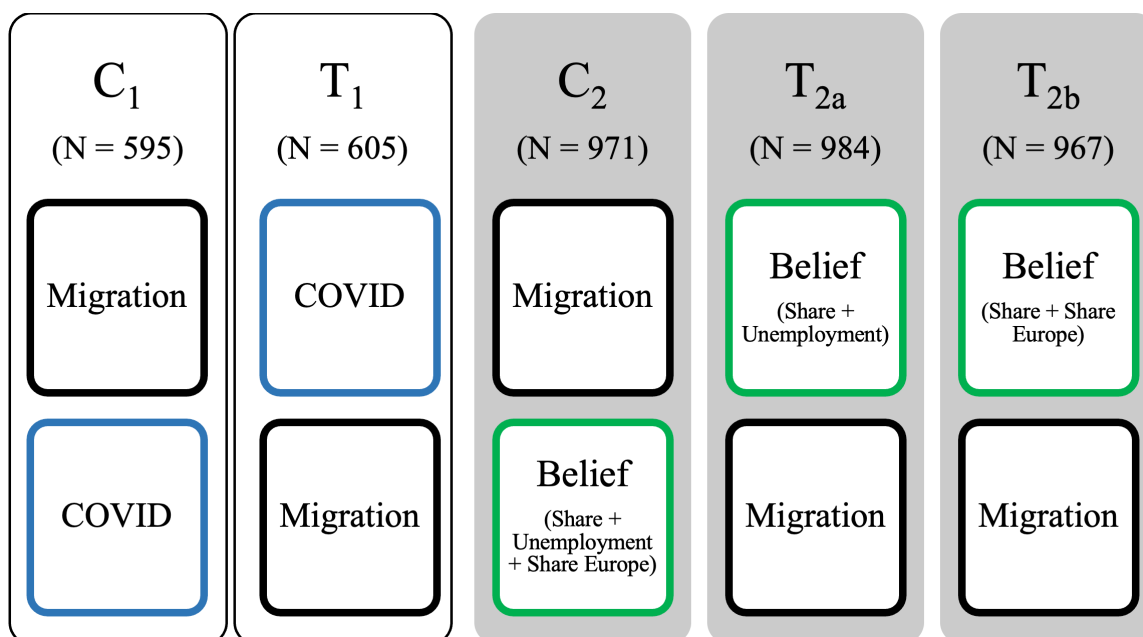 C1
(N = 595)
Migration
COVID
T1
(N = 605)
COVID
Migration
C2
(N = 971)
Migration
Belief
(Share +
Unemployment
+ Share Europe)
T2a
(N = 984)
Belief
(Share +
Unemployment)
Migration
T2b
(N = 967)
Belief
(Share + Share
Europe)
Migration